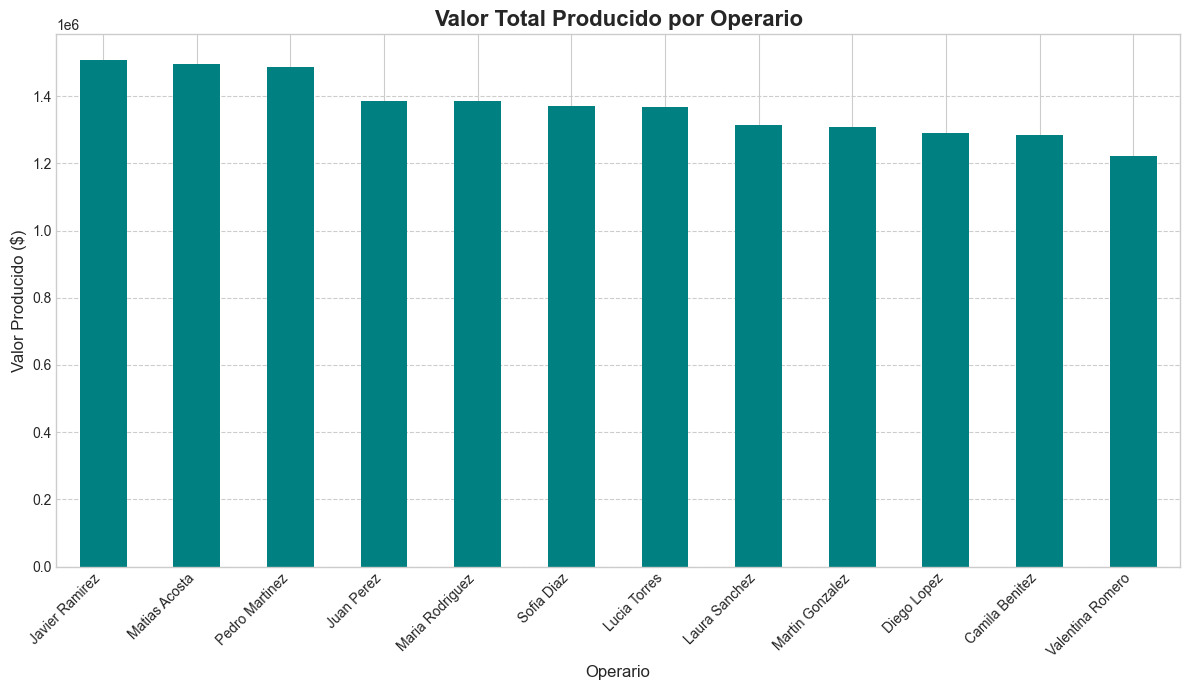 Valor Total Producido por Operario
1e6
1.4
1.2
1.0
0.8
0.6
0.4
0.2
0.0
Valor Producido ($)
Javier Ramirez
Matias Acosta
Pedro Martinez
Juan Perez
Maria Rodriguez
Sofia Diaz
Lucia Torres
Laura Sanchez
Martin Gonzalez
Diego Lopez
Camila Benitez
Valentina Romero
Operario